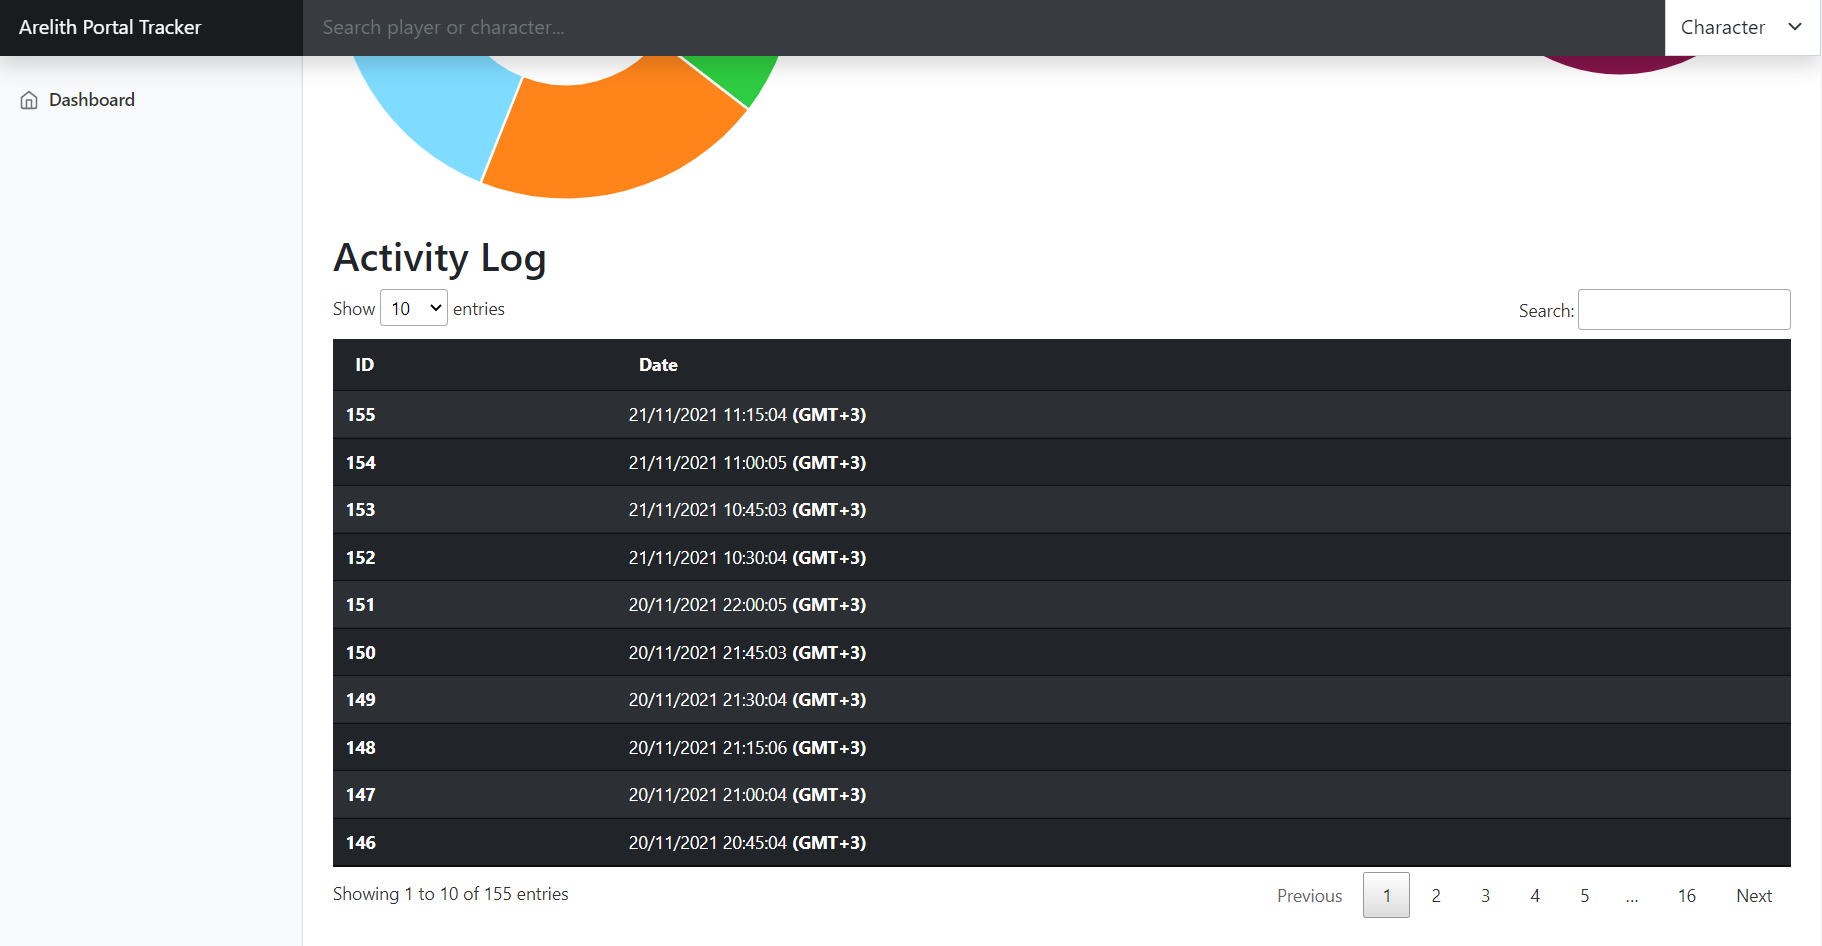 Arelith Portal Tracker
Search player or character...
Character
Dashboard
Activity Log
Show 10 entries
Search:
ID Date
155 21/11/2021 11:15:04 (GMT+3)
154 21/11/2021 11:00:05 (GMT+3)
153 21/11/2021 10:45:03 (GMT+3)
152 21/11/2021 10:30:04 (GMT+3)
151 20/11/2021 22:00:05 (GMT+3)
150 20/11/2021 21:45:03 (GMT+3)
149 20/11/2021 21:30:04 (GMT+3)
148 20/11/2021 21:15:06 (GMT+3)
147 20/11/2021 21:00:04 (GMT+3)
146 20/11/2021 20:45:04 (GMT+3)
Showing 1 to 10 of 155 entries
Previous 1 2 3 4 5 ... 16 Next